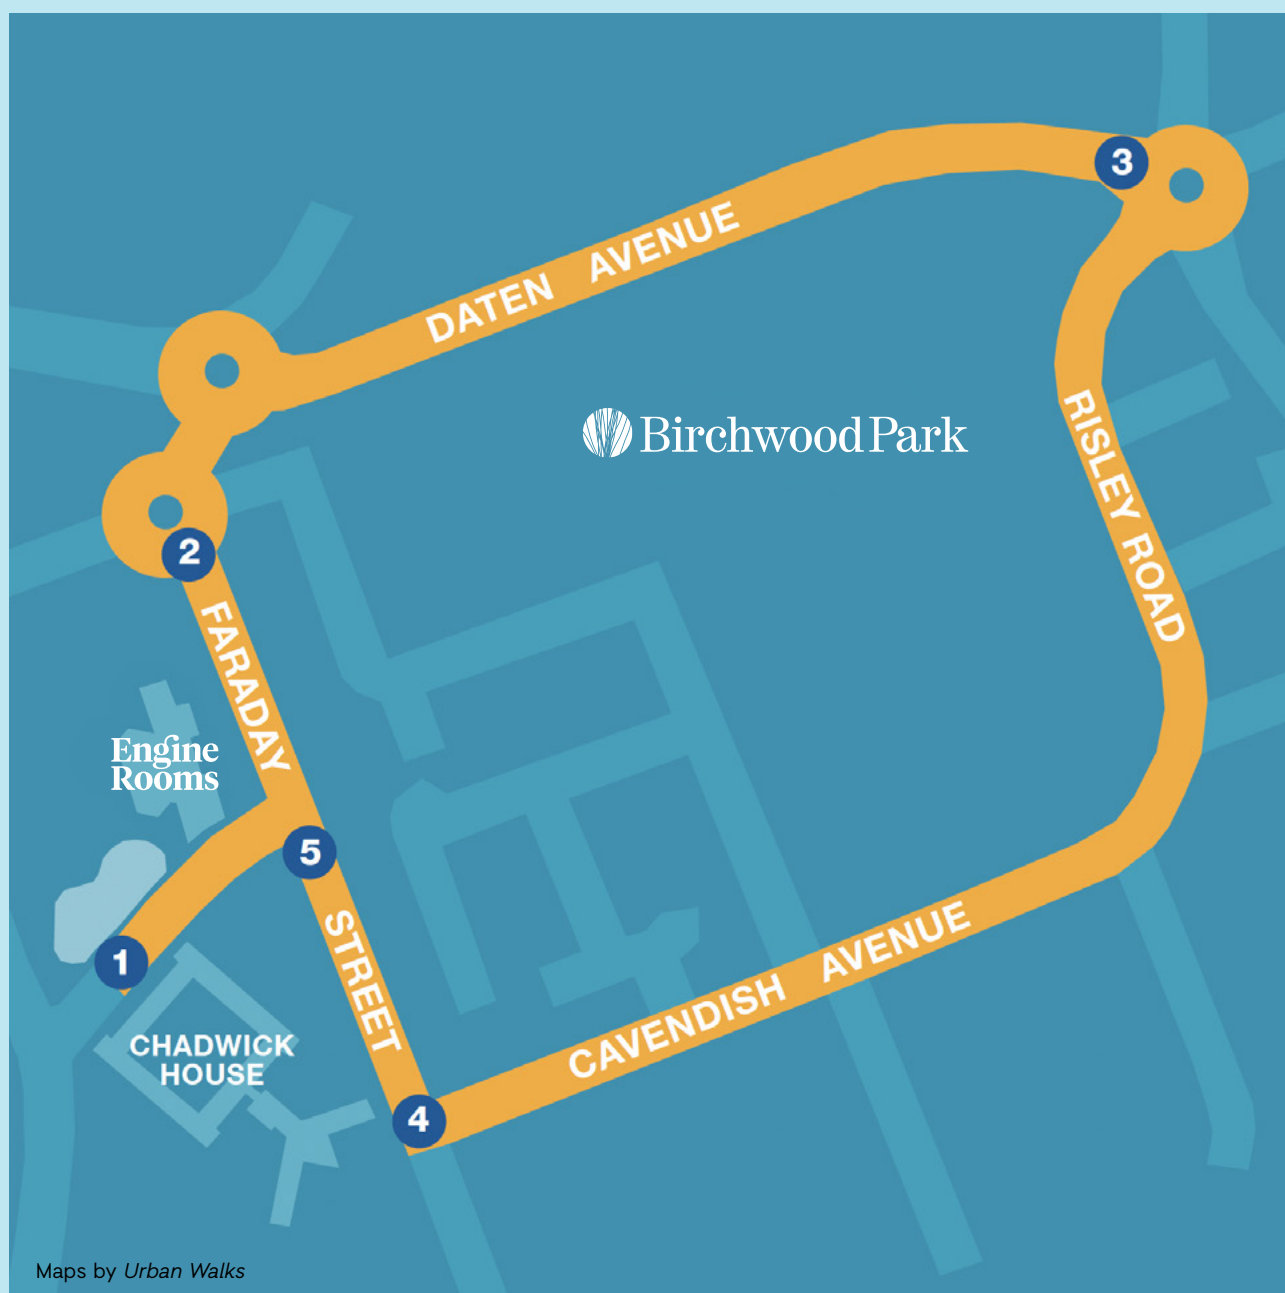 3
DATEN AVENUE
Birchwood Park
RISLEY ROAD
2
FARADAY
Engine
Rooms
5
STREET
1
CAVENDISH AVENUE
CHADWICK
HOUSE
4
Maps by Urban Walks